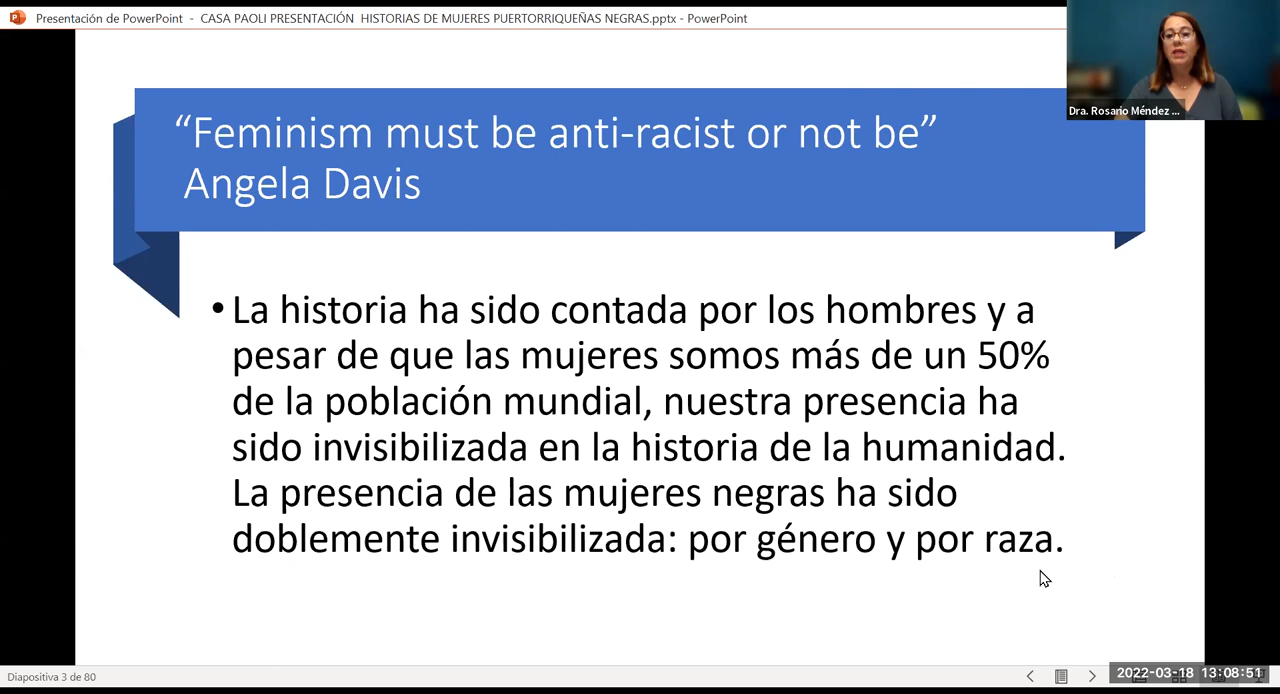 Presentación de PowerPoint - CASA PAOLI PRESENTACIÓN HISTORIAS DE MUJERES PUERTORRIQUEÑAS NEGRAS.pptx - PowerPoint
Dra. Rosario Méndez ...
“Feminism must be anti-racist or not be”
Angela Davis
• La historia ha sido contada por los hombres y a
pesar de que las mujeres somos más de un 50%
de la población mundial, nuestra presencia ha
sido invisibilizada en la historia de la humanidad.
La presencia de las mujeres negras ha sido
doblemente invisibilizada: por género y por raza.
Diapositiva 3 de 80
2022-03-18 13:08:51